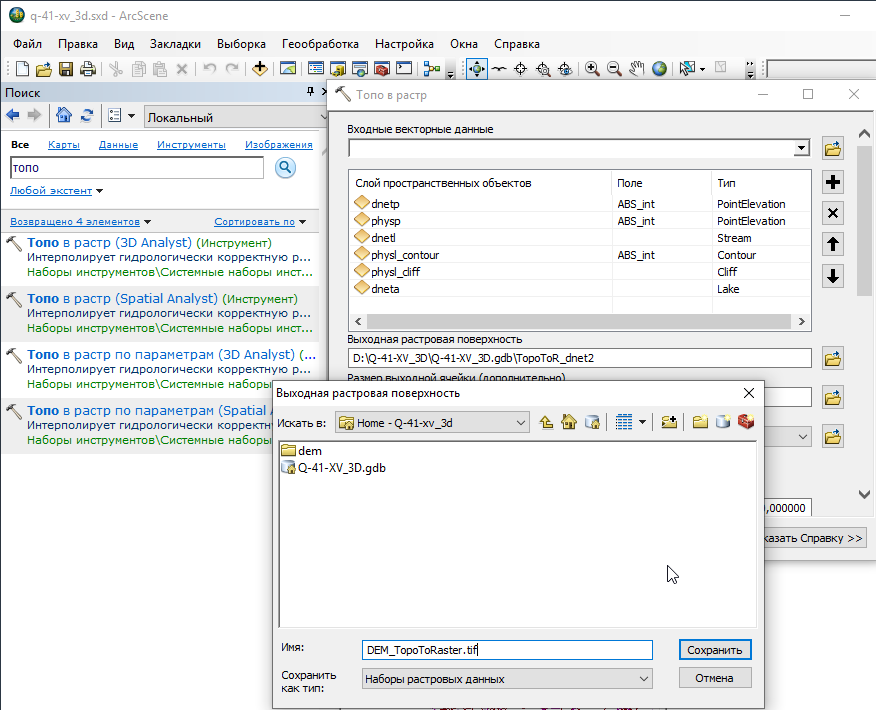 q-41-xv_3d.sxd - ArcScene
Файл Правка Вид Закладки Выборка Геообработка Настройка Окна Справка
Поиск
Локальный
Все Карты Данные Инструменты Изображения
топо
Любой экстент
Возвращено 4 элементов Сортировать по
Топо в растр (3D Analyst) (Инструмент)
Интерполирует гидрологически корректную р...
Наборы инструментов\Системные наборы инст...
Топо в растр (Spatial Analyst) (Инструмент)
Интерполирует гидрологически корректную р...
Наборы инструментов\Системные наборы инст...
Топо в растр по параметрам (3D Analyst) (...
Интерполирует гидрологически корректную р...
Наборы инструментов\Системные наборы инст...
Топо в растр по параметрам (Spatial
Интерполирует гидрологически корректн
Наборы инструментов\Системные наборы
Топо в растр
Входные векторные данные
Слой пространственных объектов Поле Тип
dnetp ABS_int PointElevation
physp ABS_int PointElevation
dnetl Stream
physl_contour ABS_int Contour
physl_cliff Cliff
dneta Lake
Выходная растровая поверхность
D:\Q-41-XV_3D\Q-41-XV_3D.gdb\TopoToR_dnet2
Размер выходной ячейки (дополнительно)
,000000
казать Справку >>
Выходная растровая поверхность
Искать в: Home - Q-41-xv_3d
dem
Q-41-XV_3D.gdb
Имя: DEM_TopoToRaster.tif Сохранить
Сохранить
как тип: Наборы растровых данных Отмена